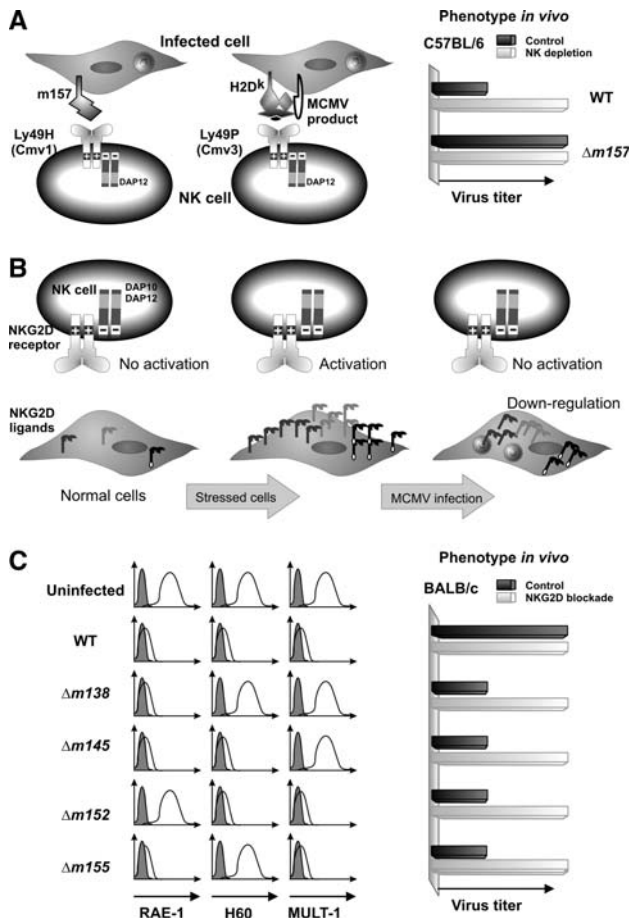 A
Infected cell
m157
H2Dk
MCMV
product
Ly49H
(Cmv1)
Ly49P
(Cmv3)
DAP12
DAP12
NK cell
Phenotype in vivo
C57BL/6
Control
NK depletion
WT
Δm157
Virus titer
B
NK cell
DAP10
DAP12
NKG2D
receptor
No activation
Activation
No activation
NKG2D
ligands
Down-regulation
Normal cells
Stressed cells
MCMV infection
C
Uninfected
WT
Δm138
Δm145
Δm152
Δm155
RAE-1
H60
MULT-1
Phenotype in vivo
BALB/c
Control
NKG2D blockade
Virus titer